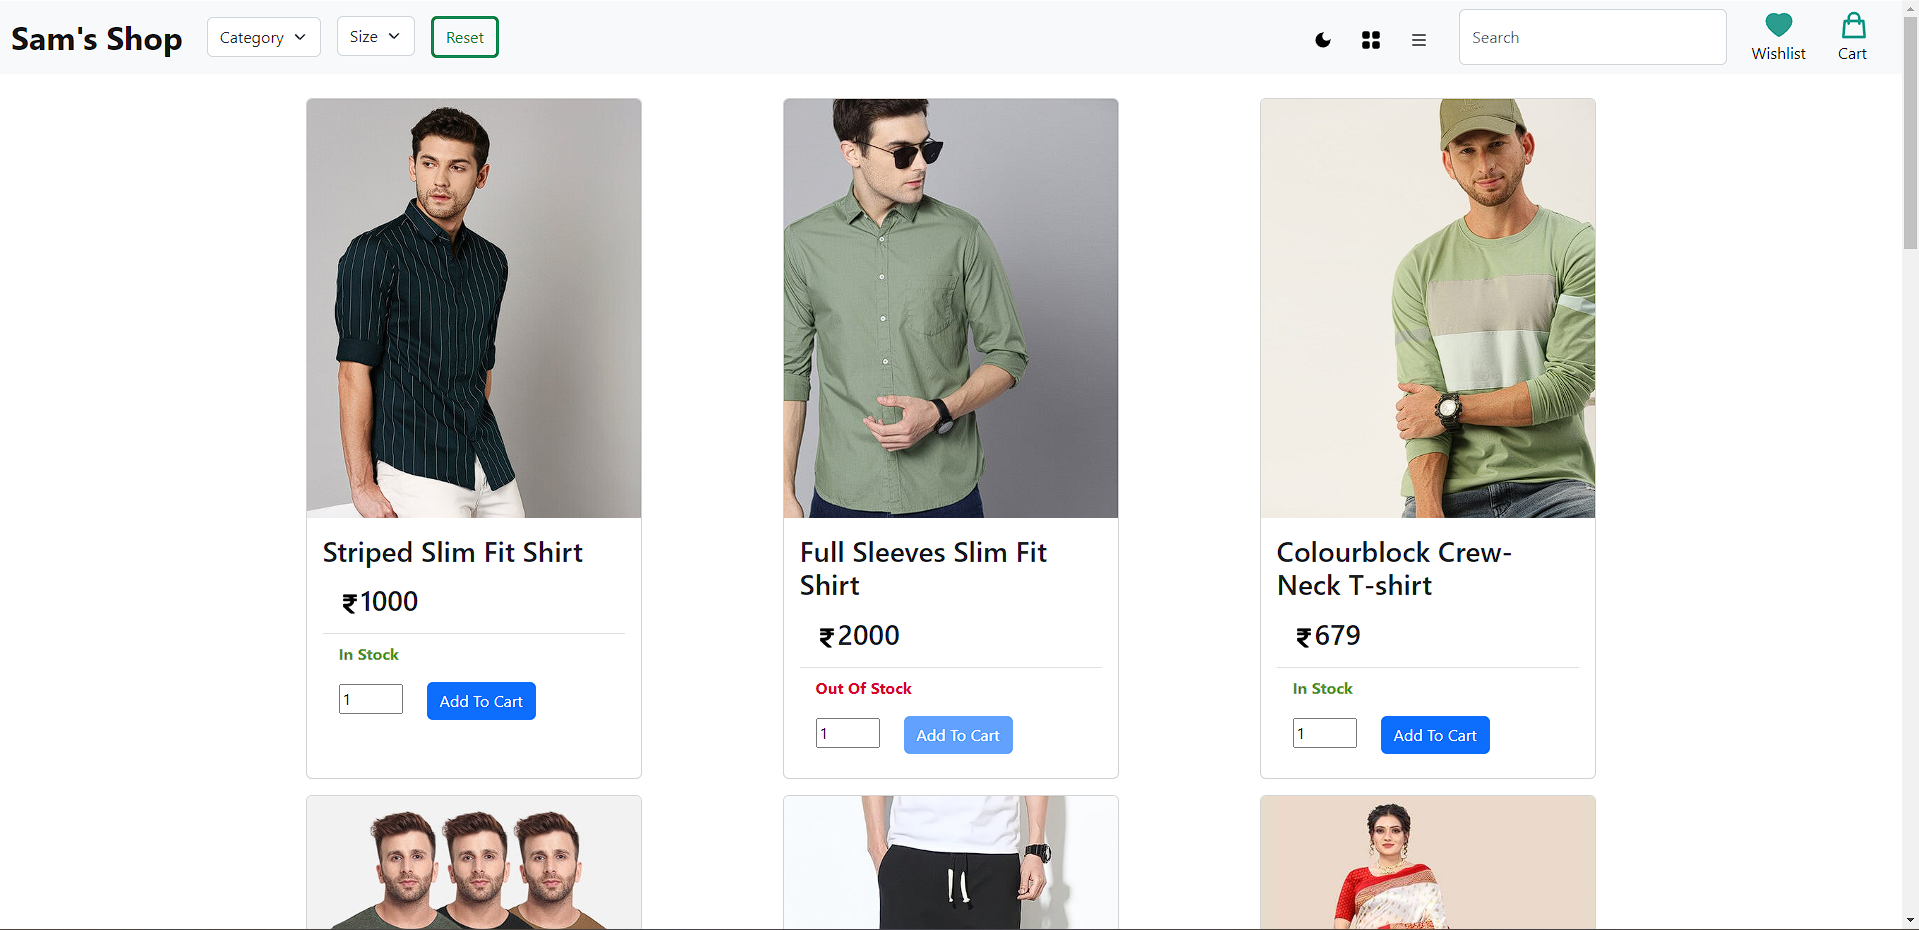 Sam's Shop
Category
Size
Reset
Search
Wishlist
Cart
Striped Slim Fit Shirt
₹1000
In Stock
1
Add To Cart
Full Sleeves Slim Fit
Shirt
₹2000
Out Of Stock
1
Add To Cart
Colourblock Crew-
Neck T-shirt
₹679
In Stock
1
Add To Cart